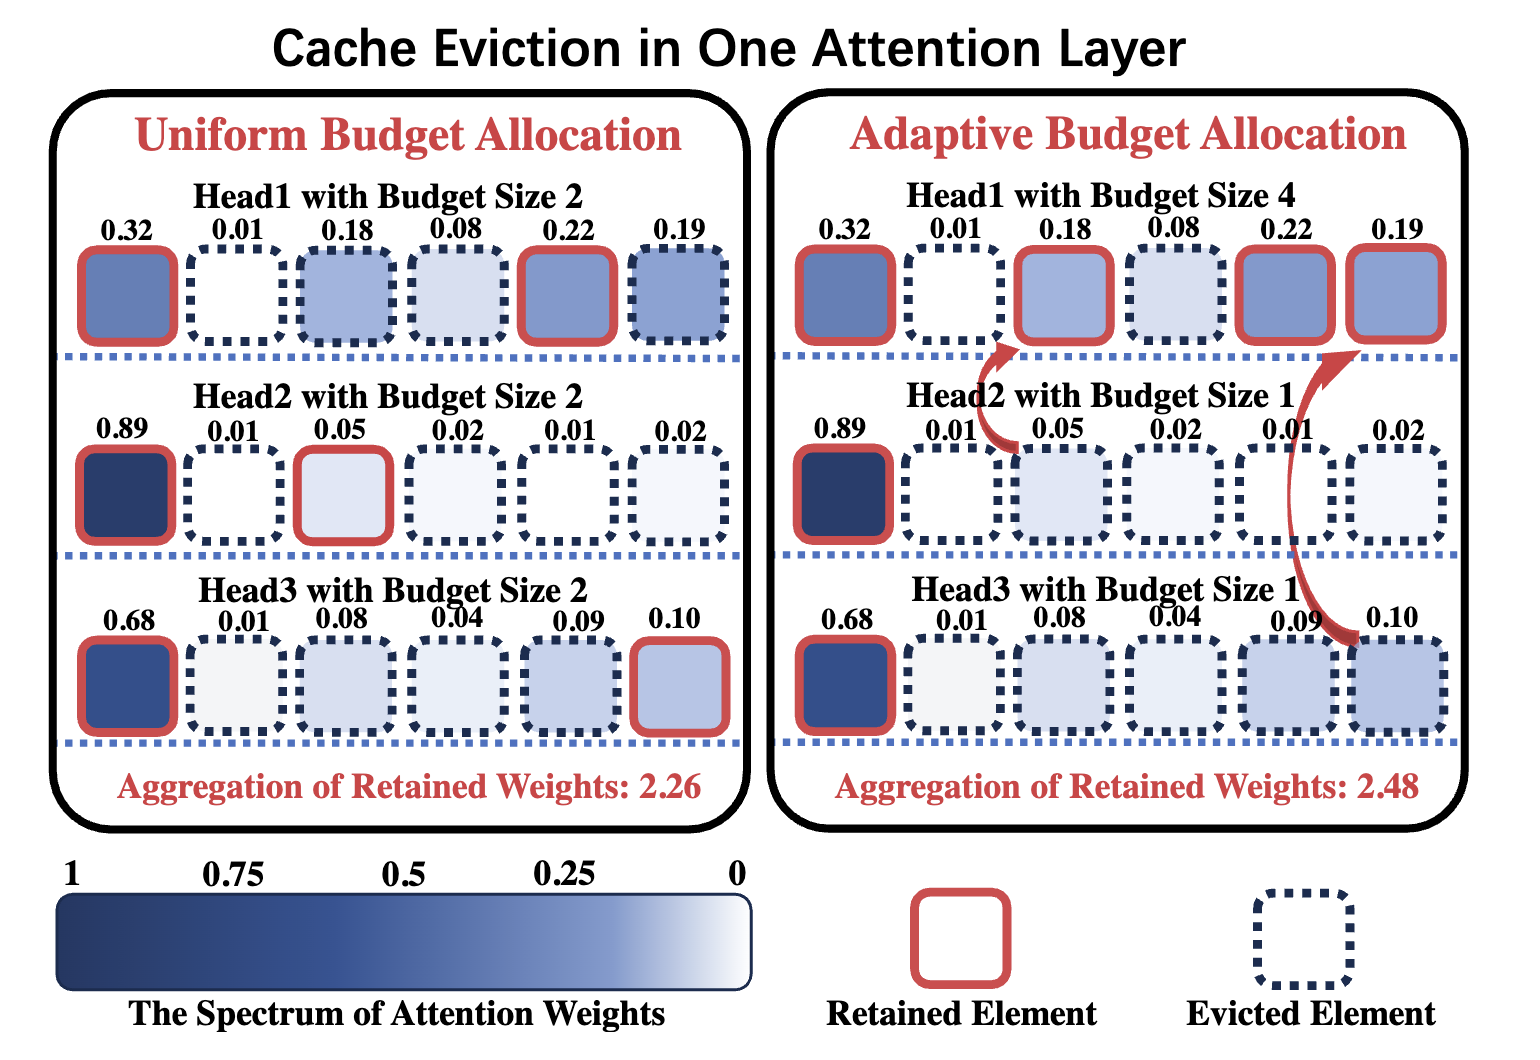 Cache Eviction in One Attention Layer
Uniform Budget Allocation
Head1 with Budget Size 2
0.32 0.01 0.18 0.08 0.22 0.19
Head2 with Budget Size 2
0.89 0.01 0.05 0.02 0.01 0.02
Head3 with Budget Size 2
0.68 0.01 0.08 0.04 0.09 0.10
Aggregation of Retained Weights: 2.26
Adaptive Budget Allocation
Head1 with Budget Size 4
0.32 0.01 0.18 0.08 0.22 0.19
Head2 with Budget Size 1
0.89 0.01 0.05 0.02 0.01 0.02
Head3 with Budget Size 1
0.68 0.01 0.08 0.04 0.09 0.10
Aggregation of Retained Weights: 2.48
1 0.75 0.5 0.25 0
The Spectrum of Attention Weights
Retained Element
Evicted Element